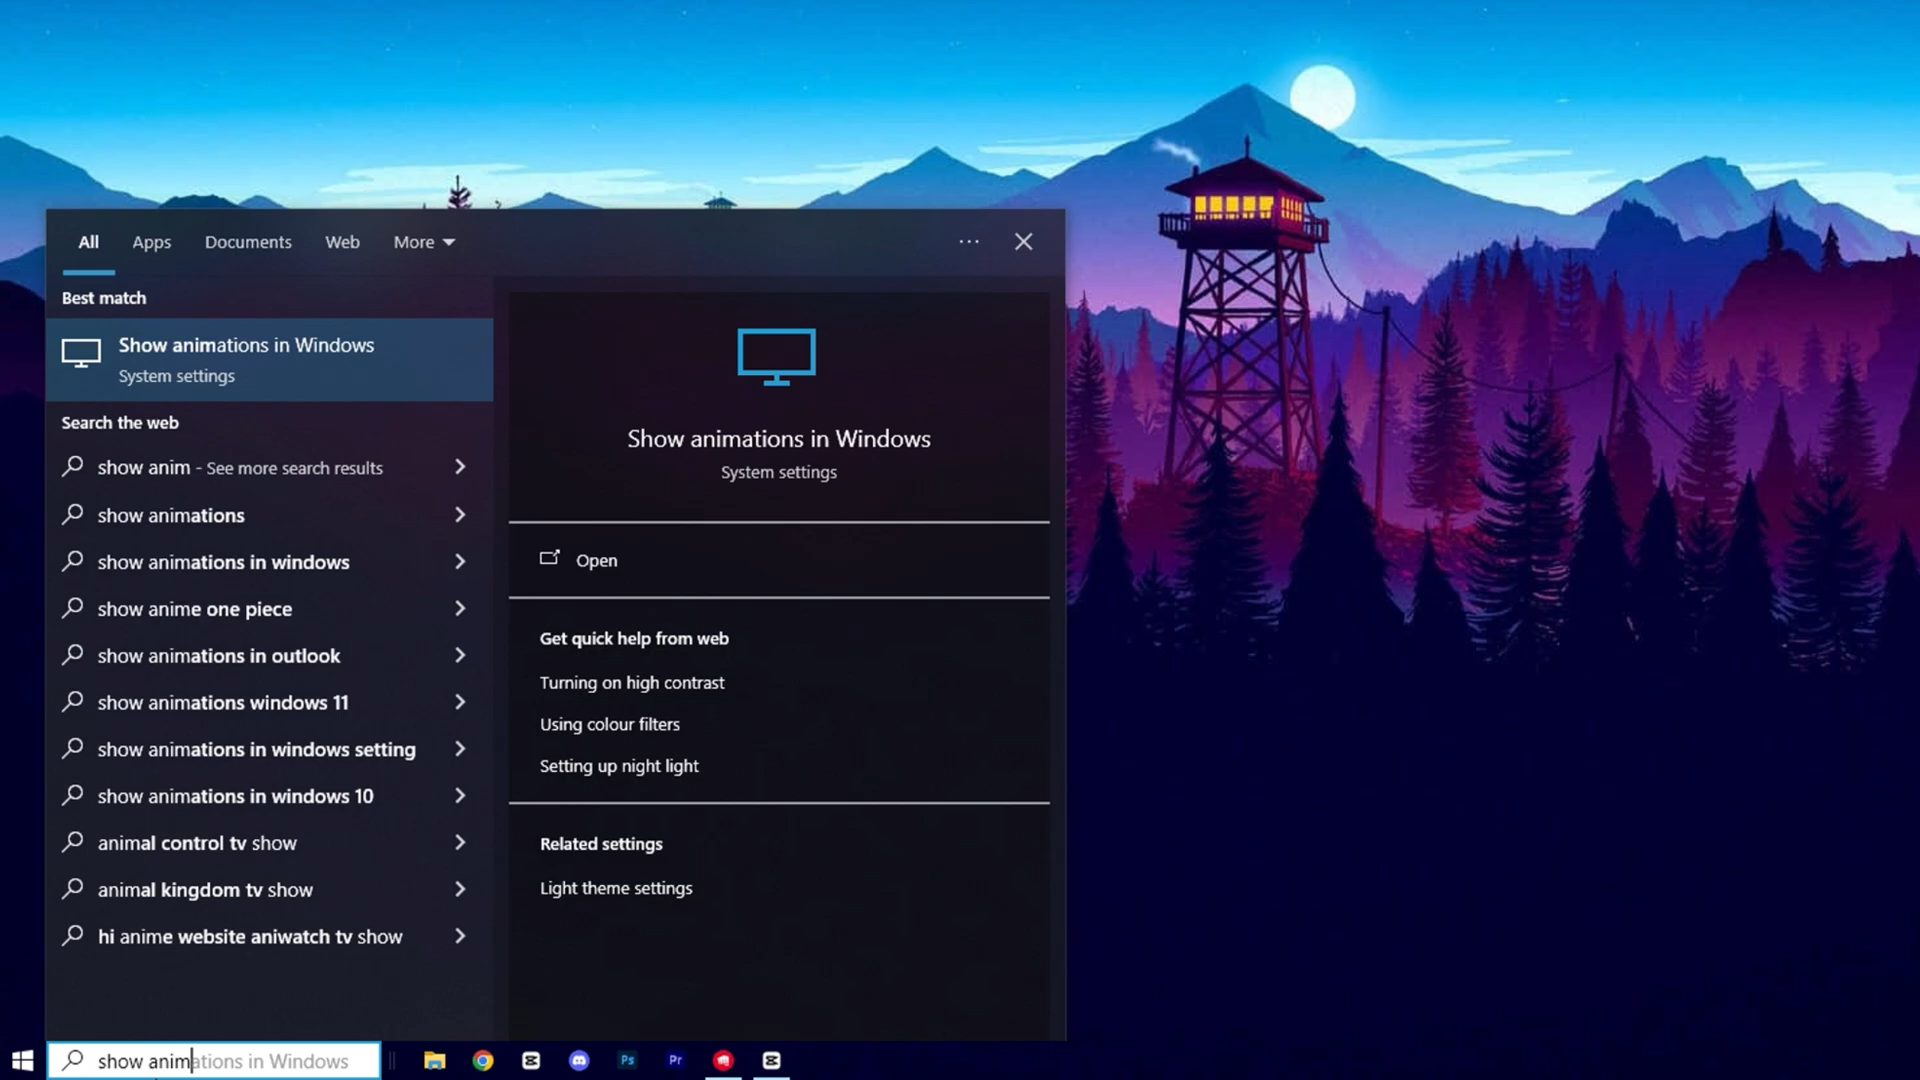 All Apps Documents Web More ··· 
Best match
Show animations in Windows
System settings
Search the web
show anim - See more search results
show animations
show animations in windows
show anime one piece
show animations in outlook
show animations windows 11
show animations in windows setting
show animations in windows 10
animal control tv show
animal kingdom tv show
hi anime website aniwatch tv show
Show animations in Windows
System settings
Open
Get quick help from web
Turning on high contrast
Using colour filters
Setting up night light
Related settings
Light theme settings
show animations in Windows
Ps Pr